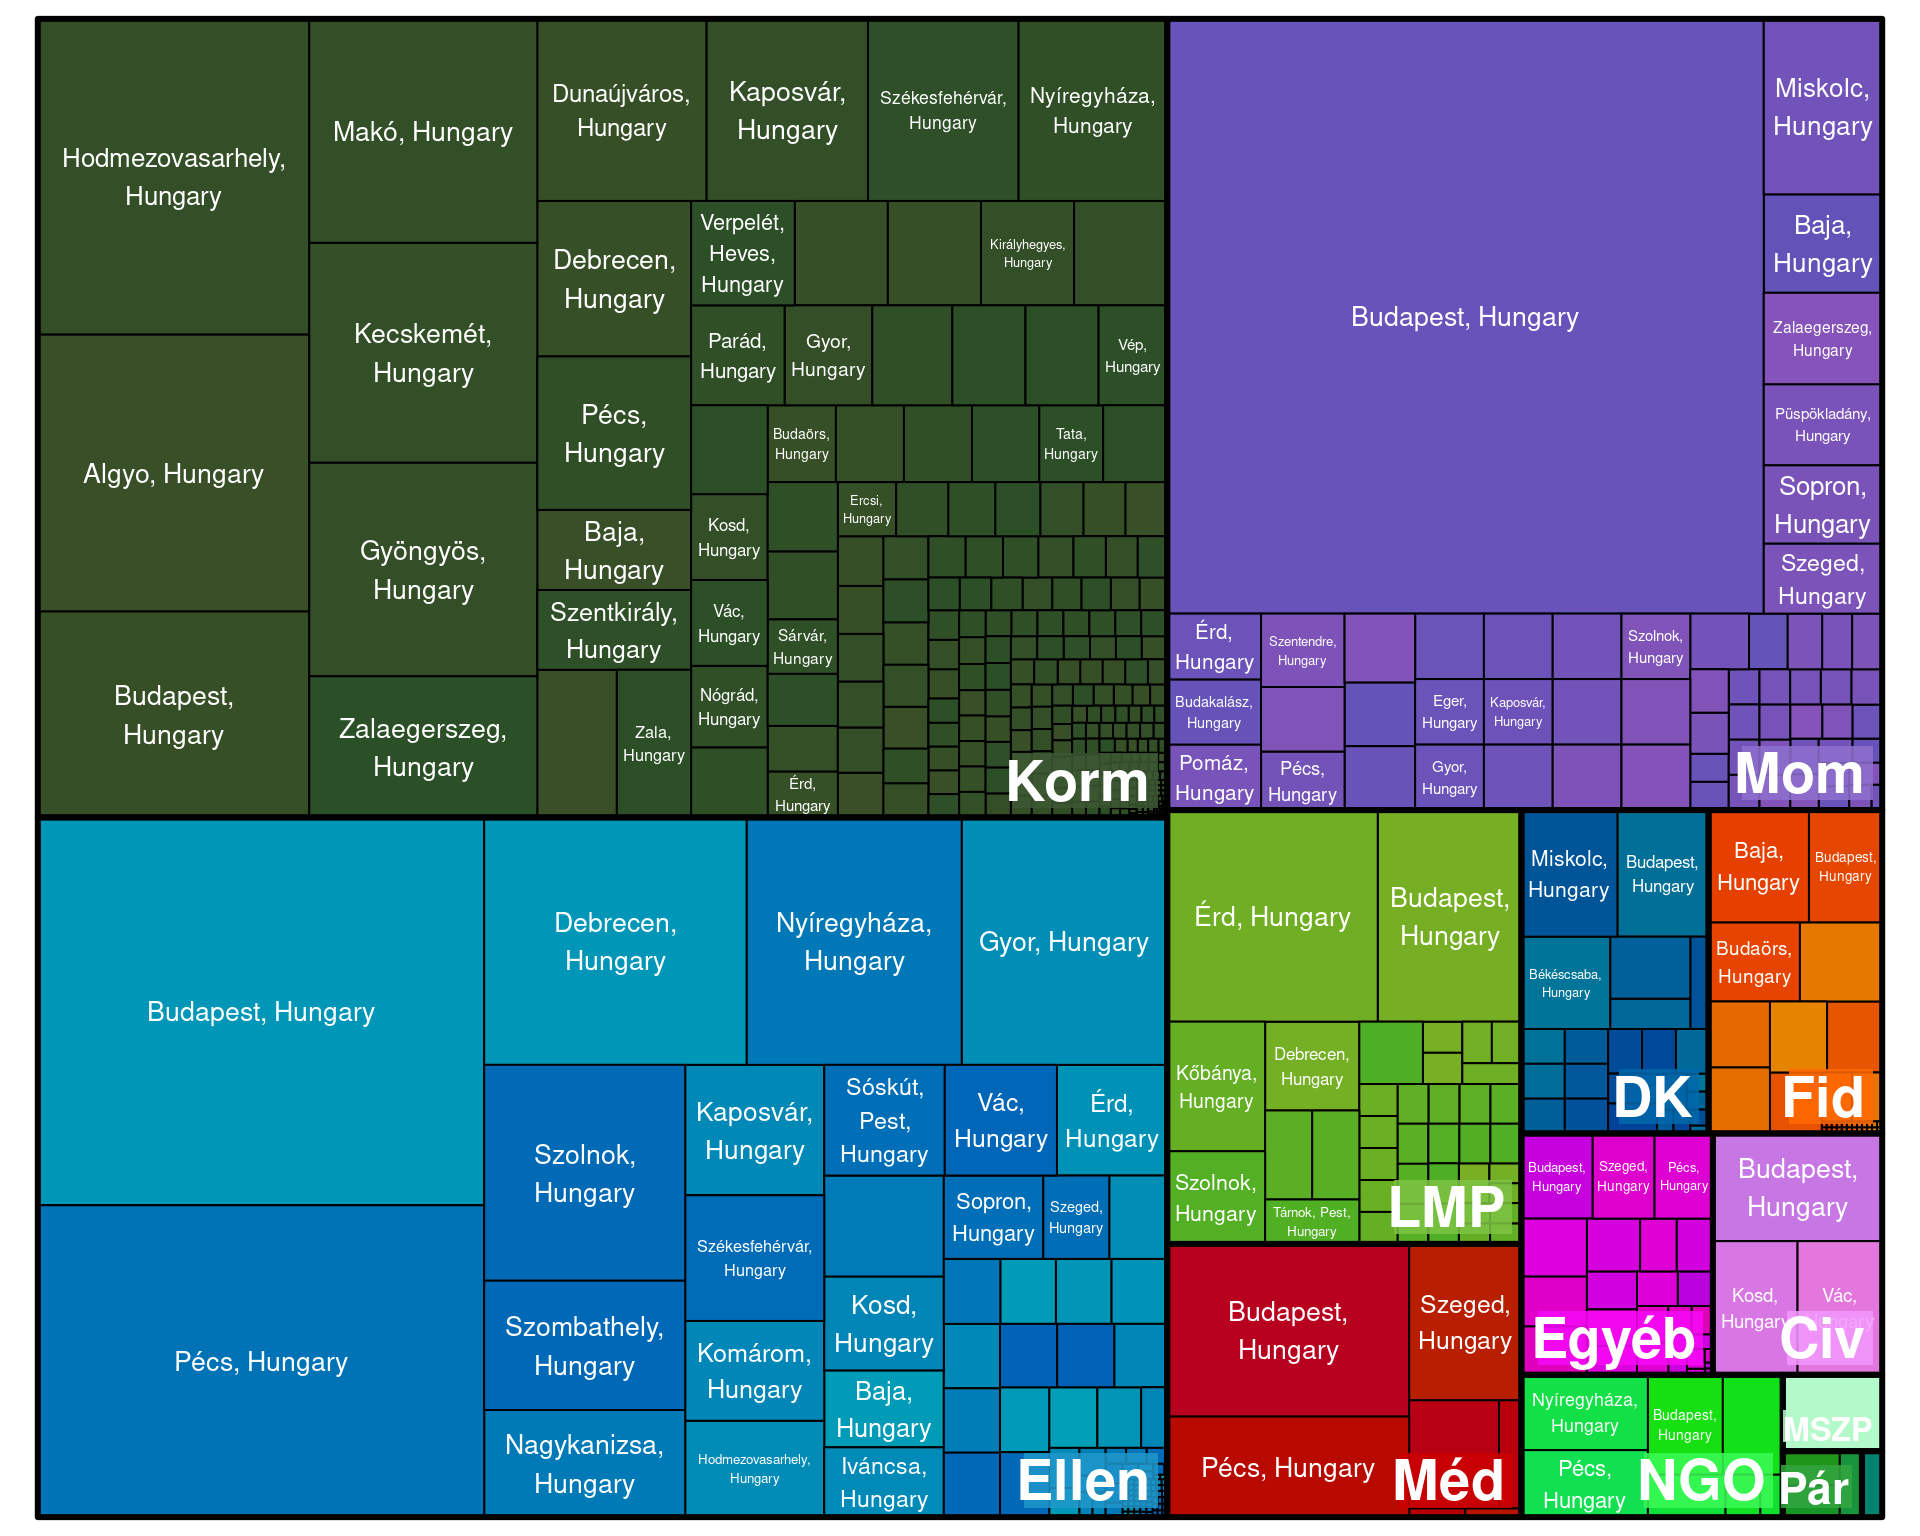 Hodmezovasarhely,
Hungary
Algyo, Hungary
Budapest,
Hungary
Makó, Hungary
Kecskemét,
Hungary
Gyöngyös,
Hungary
Zalaegerszeg,
Hungary
Dunaújváros,
Hungary
Kaposvár,
Hungary
Székesfehérvár,
Hungary
Nyíregyháza,
Hungary
Debrecen,
Hungary
Pécs,
Hungary
Baja,
Hungary
Szentkirály,
Hungary
Zala,
Hungary
Verpelét,
Heves,
Hungary
Királyhegyes,
Hungary
Parád,
Hungary
Gyor,
Hungary
Vép,
Hungary
Budaörs,
Hungary
Tata,
Hungary
Kosd,
Hungary
Ercsi,
Hungary
Vác,
Hungary
Sárvár,
Hungary
Nógrád,
Hungary
Érd,
Hungary
Korm
Budapest, Hungary
Miskolc,
Hungary
Baja,
Hungary
Zalaegerszeg,
Hungary
Püspökladány,
Hungary
Sopron,
Hungary
Szeged,
Hungary
Érd,
Hungary
Szentendre,
Hungary
Szolnok,
Hungary
Budakalász,
Hungary
Eger,
Hungary
Kaposvár,
Hungary
Pomáz,
Hungary
Pécs,
Hungary
Gyor,
Hungary
Mom
Budapest, Hungary
Pécs, Hungary
Debrecen,
Hungary
Nyíregyháza,
Hungary
Gyor, Hungary
Szolnok,
Hungary
Szombathely,
Hungary
Nagykanizsa,
Hungary
Kaposvár,
Hungary
Székesfehérvár,
Hungary
Komárom,
Hungary
Hodmezovasarhely,
Hungary
Sóskút,
Pest,
Hungary
Vác,
Hungary
Érd,
Hungary
Sopron,
Hungary
Szeged,
Hungary
Kosd,
Hungary
Baja,
Hungary
Iváncsa,
Hungary
Ellen
Érd, Hungary
Budapest,
Hungary
Kőbánya,
Hungary
Debrecen,
Hungary
Szolnok,
Hungary
Tárnok, Pest,
Hungary
LMP
Budapest,
Hungary
Szeged,
Hungary
Pécs, Hungary
Méd
Miskolc,
Hungary
Budapest,
Hungary
Békéscsaba,
Hungary
DK
Baja,
Hungary
Budapest,
Hungary
Budaörs,
Hungary
Fid
Budapest,
Hungary
Szeged,
Hungary
Pécs,
Hungary
Egyéb
Budapest,
Hungary
Kosd,
Hungary
Vác,
Hungary
Civ
Nyíregyháza,
Hungary
Budapest,
Hungary
Pécs,
Hungary
NGO
MSZP
Pár